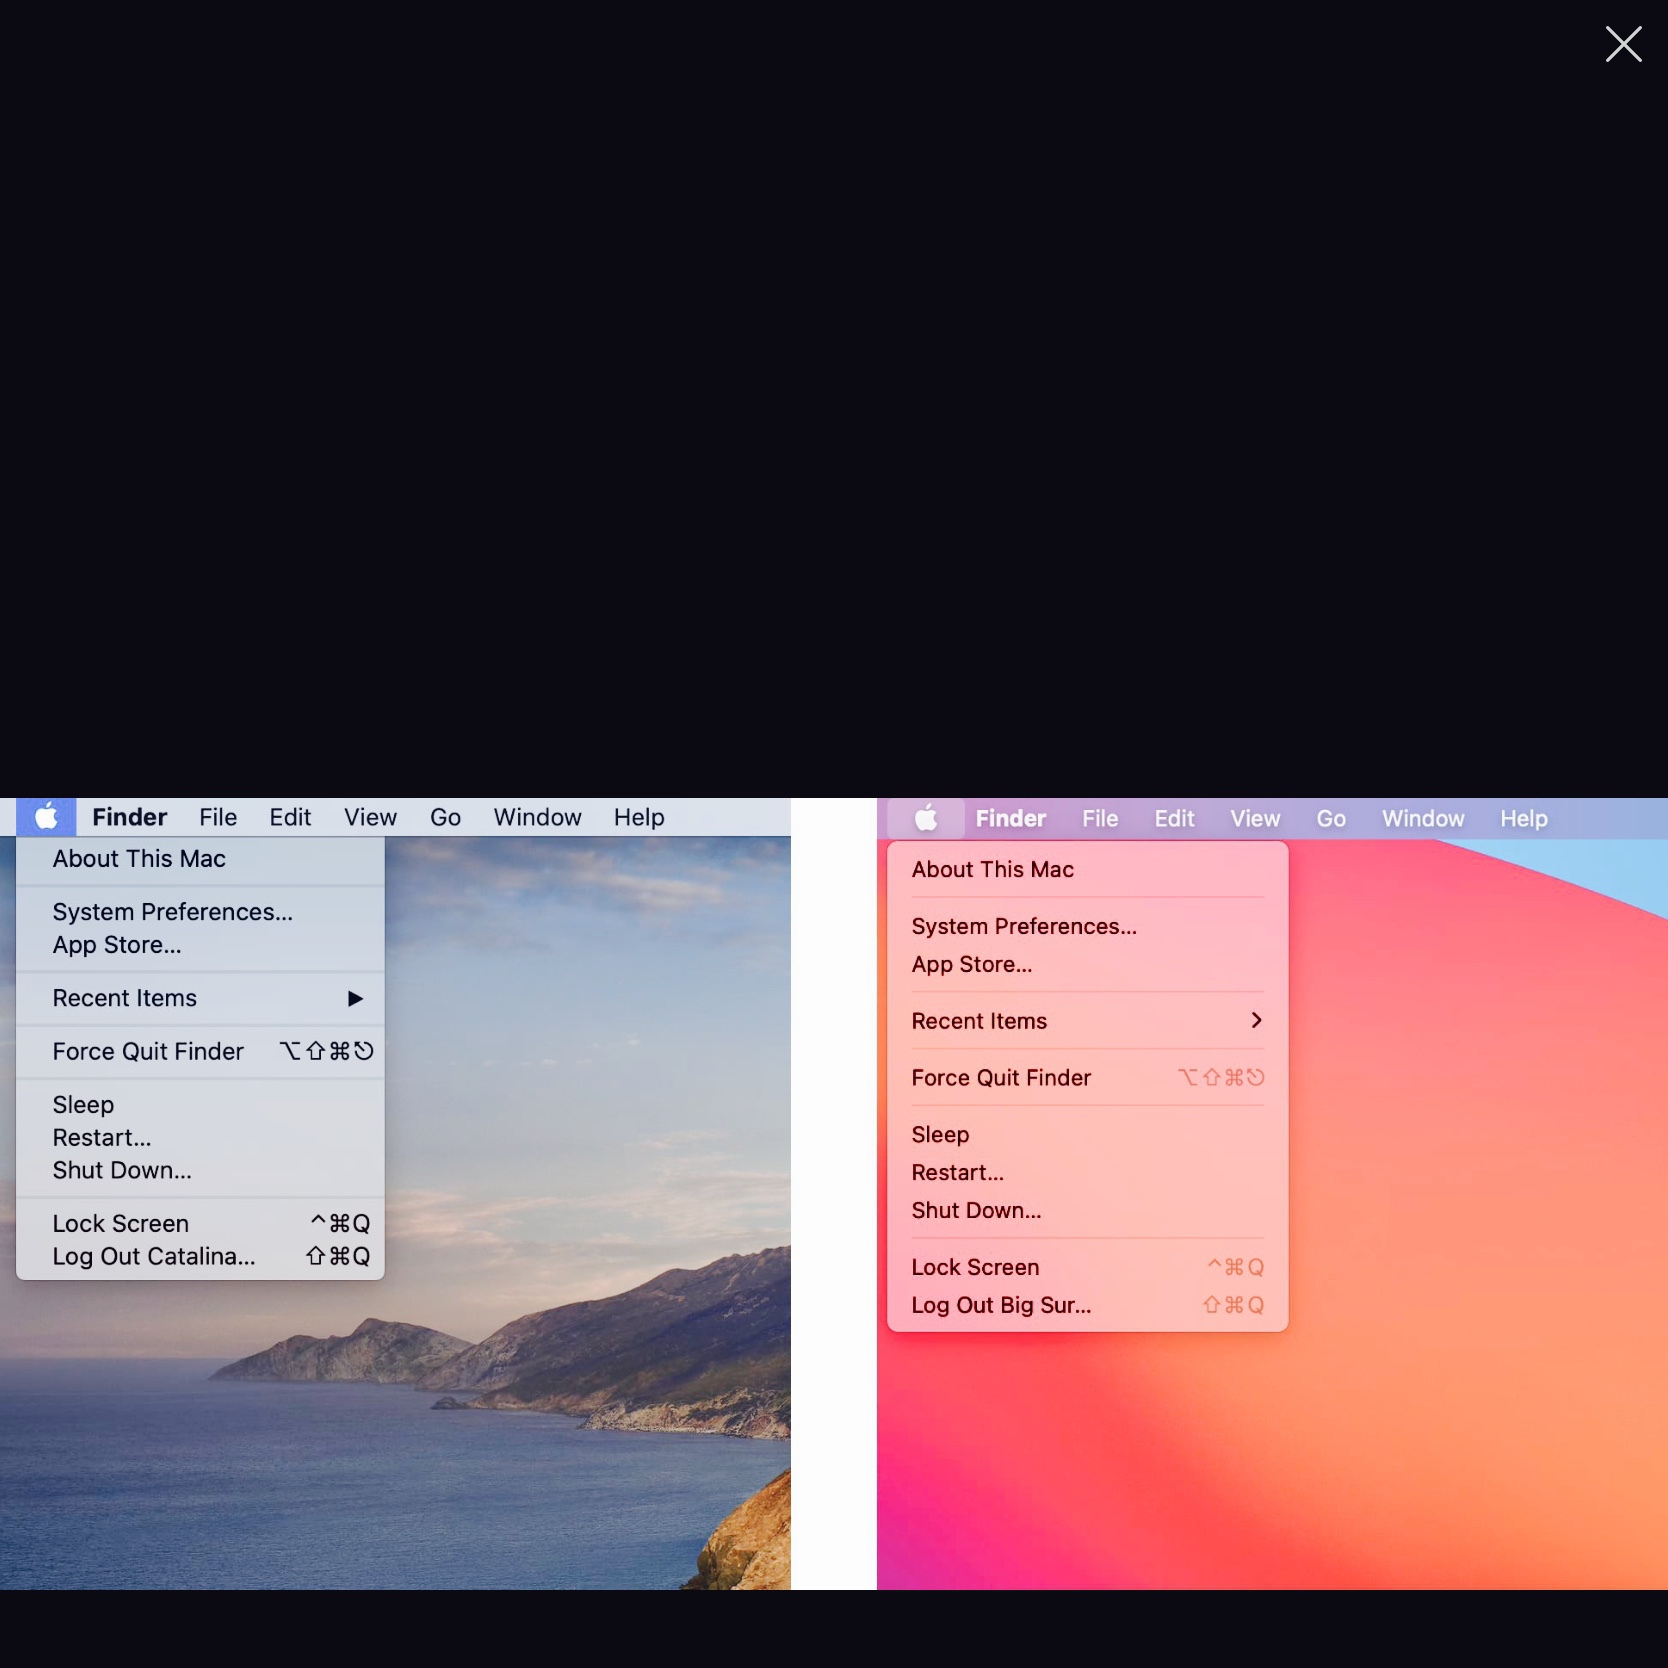 Finder File Edit View Go Window Help
About This Mac
System Preferences...
App Store...
Recent Items ▶
Force Quit Finder ⌥⇧⌘⎋
Sleep
Restart...
Shut Down...
Lock Screen ^⌘Q
Log Out Catalina... ⇧⌘Q
Finder File Edit View Go Window Help
About This Mac
System Preferences...
App Store...
Recent Items >
Force Quit Finder ⌥⇧⌘⎋
Sleep
Restart...
Shut Down...
Lock Screen ^⌘Q
Log Out Big Sur... ⇧⌘Q